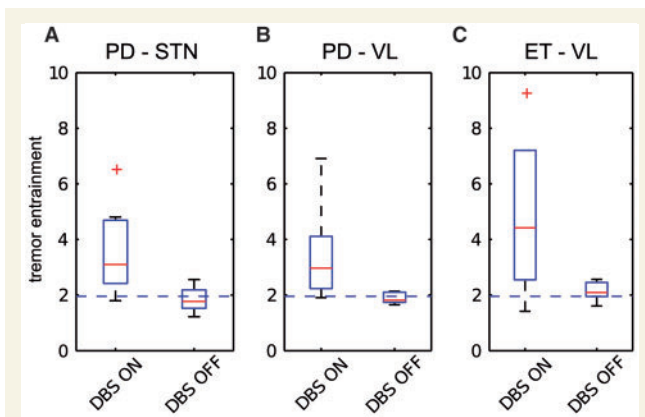 A
PD - STN
B
PD - VL
C
ET - VL
tremor entrainment
10
8
6
4
2
0
DBS ON
DBS OFF
10
8
6
4
2
0
DBS ON
DBS OFF
10
8
6
4
2
0
DBS ON
DBS OFF